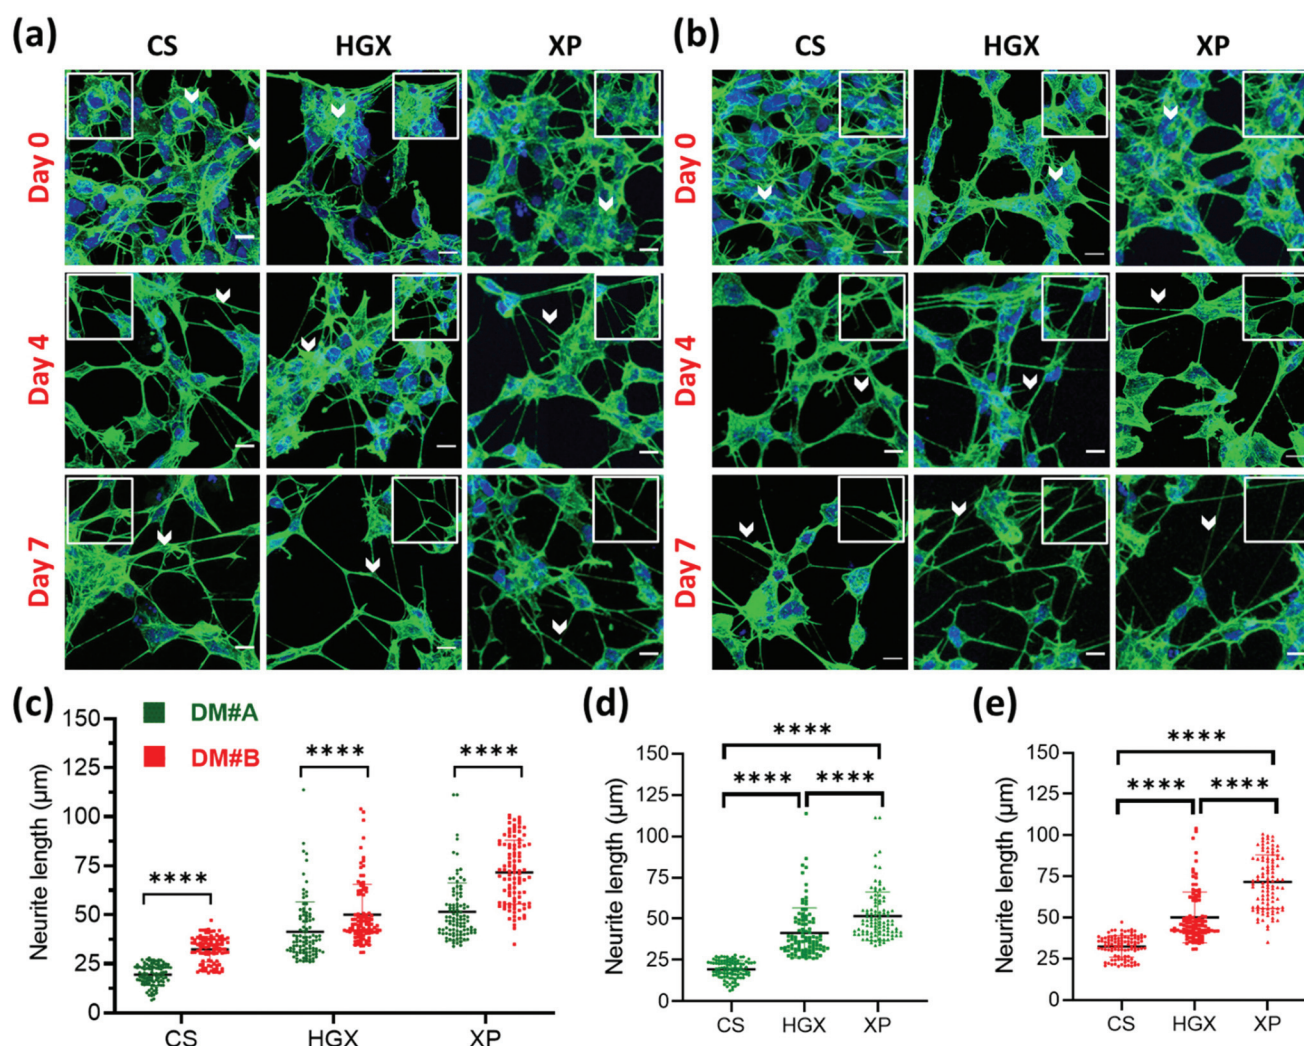 (a) CS HGX XP (b) CS HGX XP
Day 0 Day 0
Day 4 Day 4
Day 7 Day 7
(c)
DM#A
DM#B
**** **** ****
150
125
100
75
50
25
0
Neurite length (µm)
CS HGX XP
(d)
****
**** ****
150
125
100
75
50
25
0
Neurite length (µm)
CS HGX XP
(e)
****
**** ****
150
125
100
75
50
25
0
Neurite length (µm)
CS HGX XP